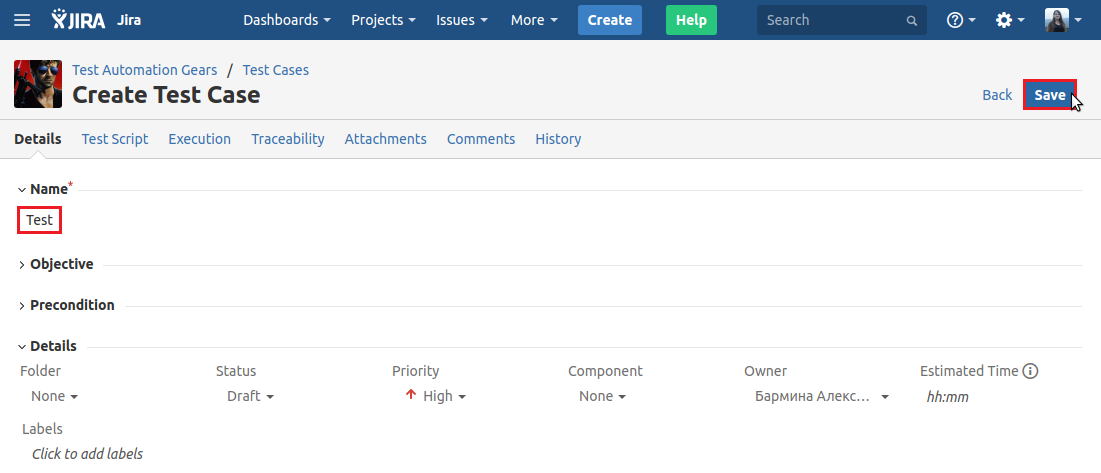 JIRA Jira Dashboards Projects Issues More Create Help Search
Test Automation Gears / Test Cases
Create Test Case
Back Save
Details Test Script Execution Traceability Attachments Comments History
Name*
Test
Objective
Precondition
Details
Folder Status Priority Component Owner Estimated Time
None Draft High None Бармина Алекс... hh:mm
Labels
Click to add labels